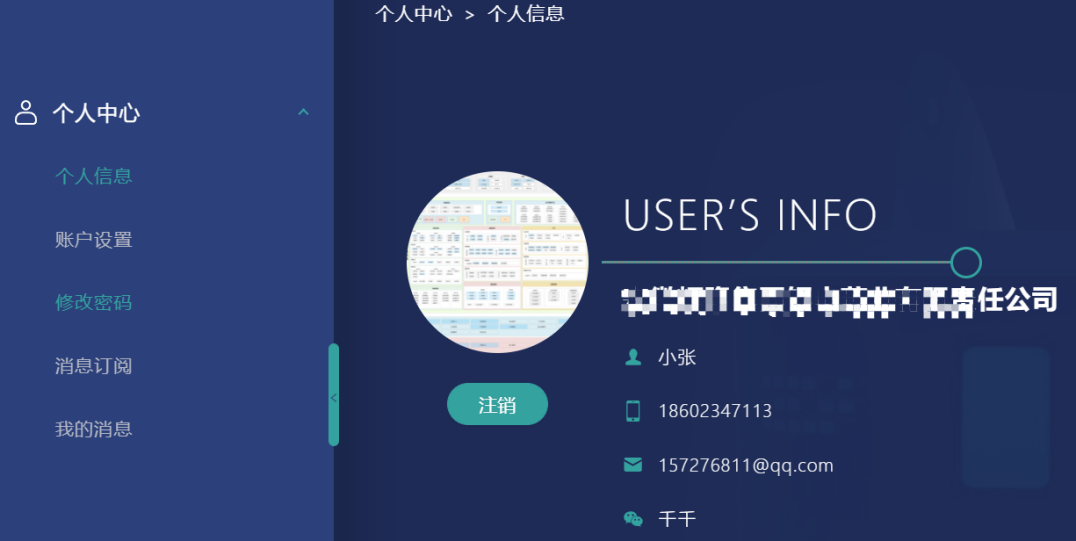 个人中心 > 个人信息
个人中心
个人信息
账户设置
修改密码
消息订阅
我的消息
注销
USER'S INFO
责任公司
小张
18602347113
157276811@qq.com
千千